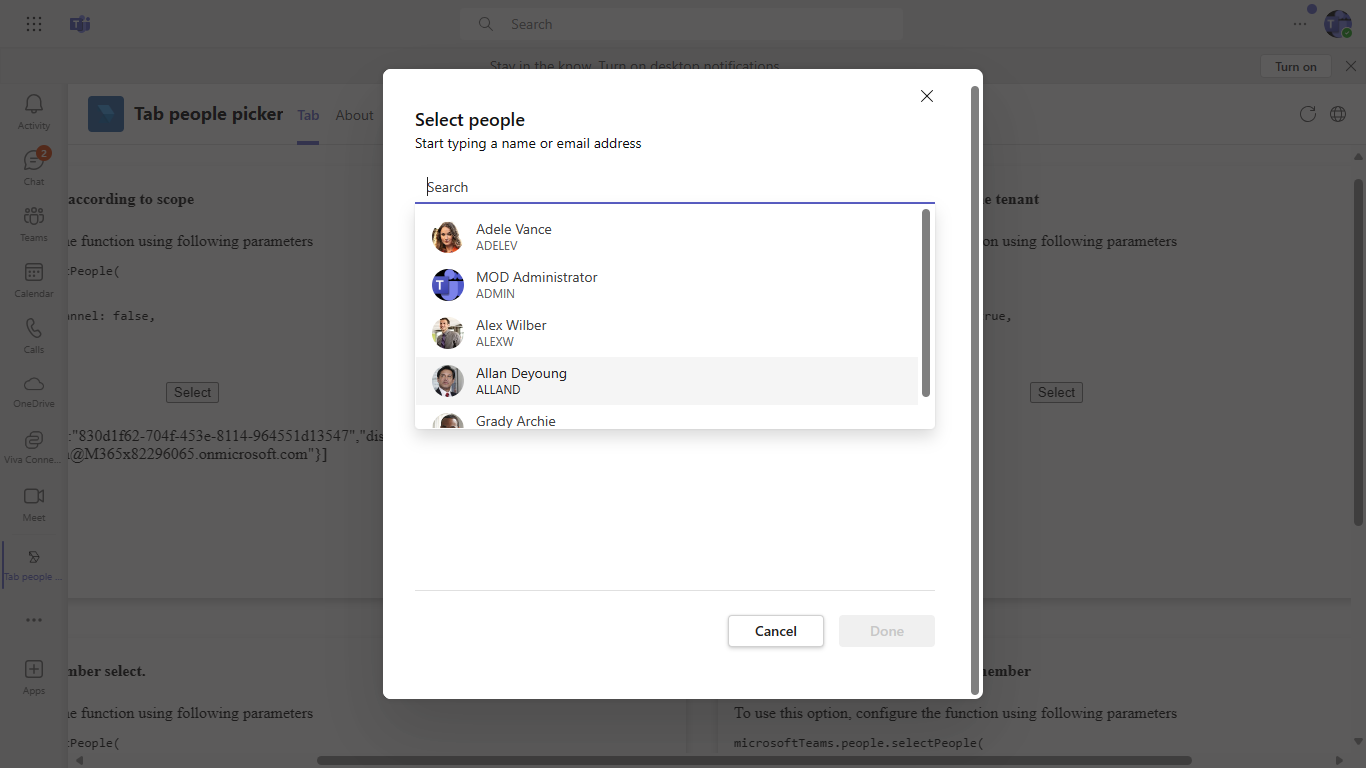 Search
Stay in the know. Turn on desktop notifications.
Turn on
Activity
2
Chat
Teams
Calendar
Calls
OneDrive
Viva Conne...
Meet
Tab people...
Apps
Tab people picker
Tab
About
according to scope
function using following parameters
People(
nnel: false,
Select
:"830d1f62-704f-453e-8114-964551d13547","dis
@M365x82296065.onmicrosoft.com"}]
mber select.
function using following parameters
People(
Select people
Start typing a name or email address
Search
Adele Vance
ADELEV
MOD Administrator
ADMIN
Alex Wilber
ALEXW
Allan Deyoung
ALLAND
Grady Archie
Cancel
Done
e tenant
on using following parameters
rue,
Select
ember
To use this option, configure the function using following parameters
microsoftTeams.people.selectPeople(